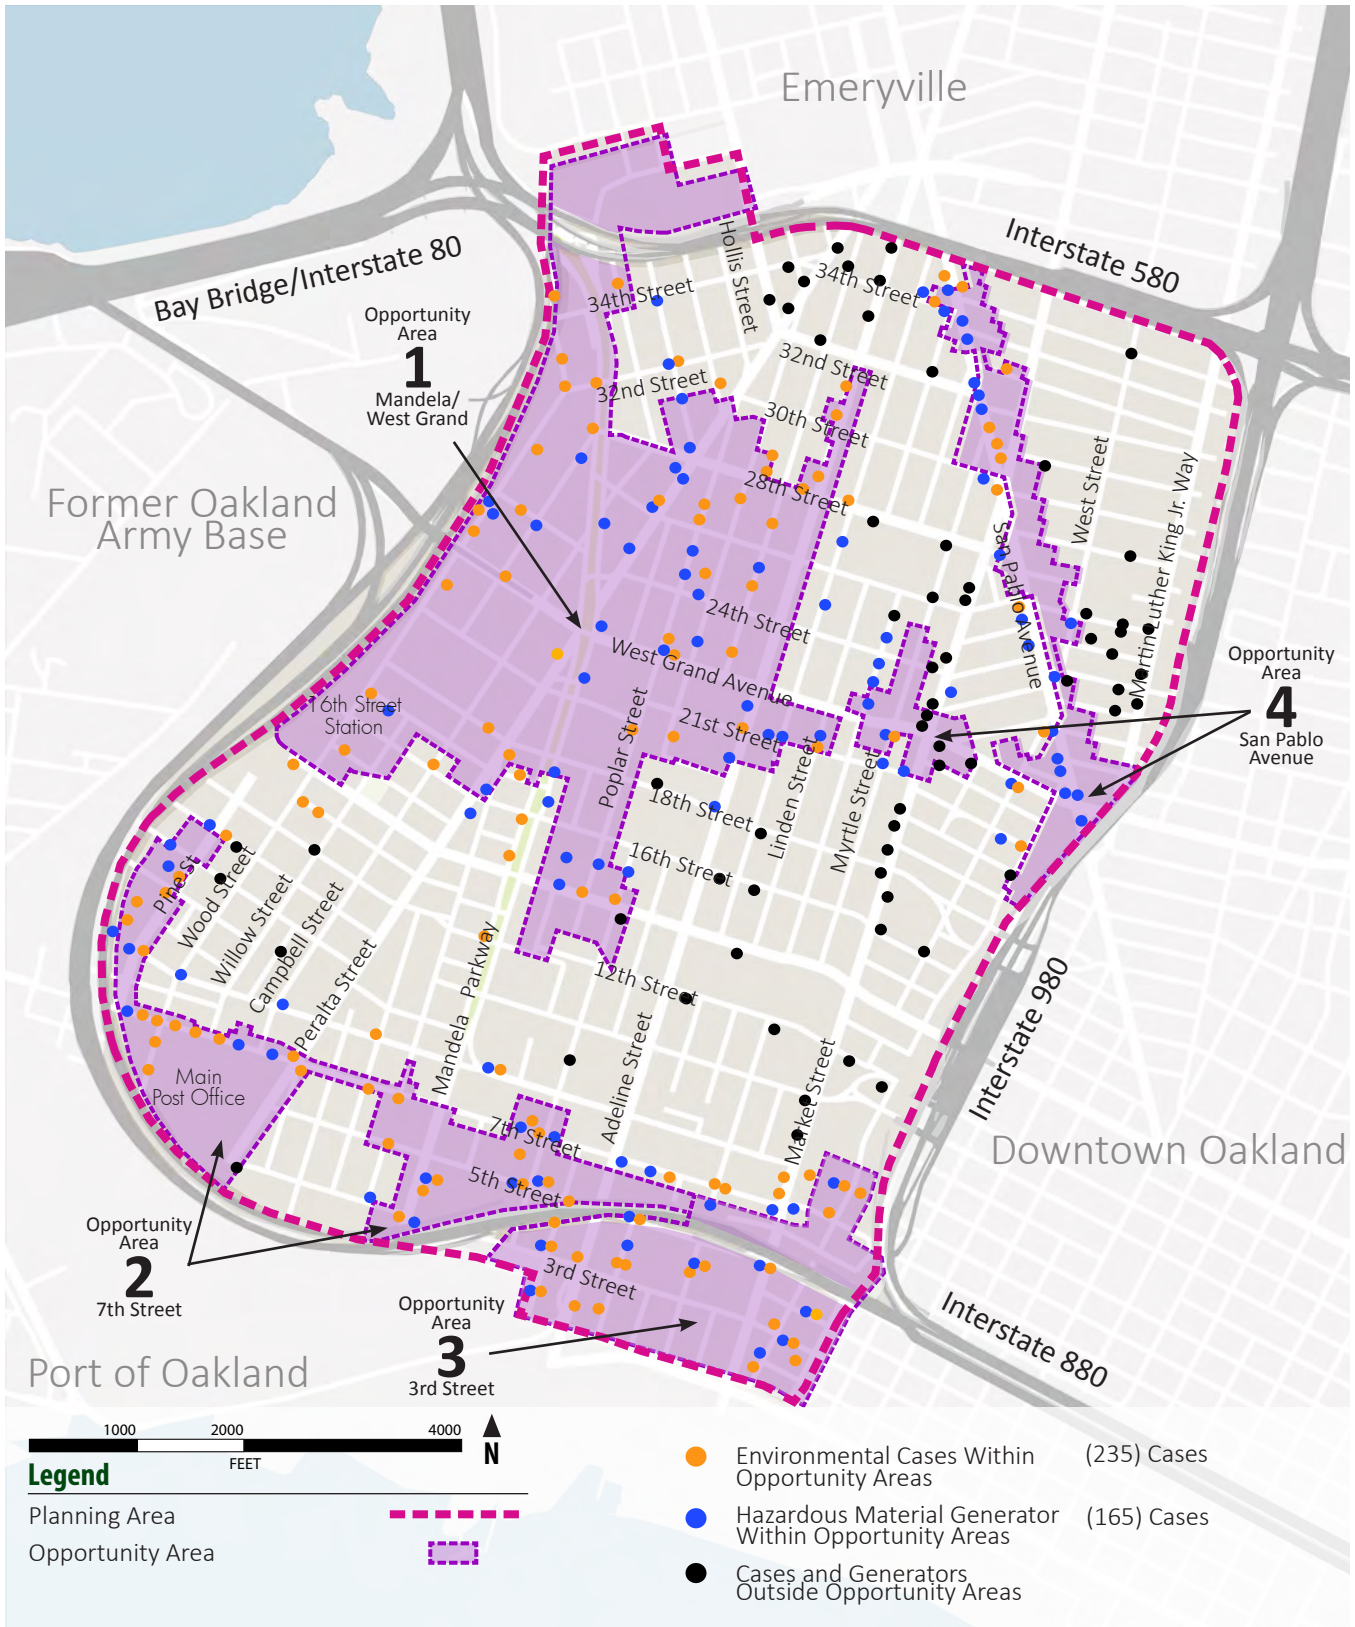 Emeryville
Interstate 580
Bay Bridge/Interstate 80
Hollis Street
34th Street
34th Street
Opportunity
Area
1
Mandela/
West Grand
32nd Street
32nd Street
30th Street
28th Street
West Street
Martin Luther King Jr. Way
San Pablo Avenue
Former Oakland
Army Base
24th Street
West Grand Avenue
Opportunity
Area
4
San Pablo
Avenue
16th Street
Station
21st Street
Poplar Street
Linden Street
Myrtle Street
18th Street
16th Street
Pine St
Wood Street
Willow Street
Campbell Street
Peralta Street
Mandela Parkway
12th Street
Adeline Street
Market Street
Interstate 980
Main
Post Office
7th Street
5th Street
Downtown Oakland
Opportunity
Area
2
7th Street
3rd Street
Opportunity
Area
3
3rd Street
Interstate 880
Port of Oakland
1000 2000 4000
FEET
N
Legend
Planning Area
Opportunity Area
Environmental Cases Within (235) Cases
Opportunity Areas
Hazardous Material Generator (165) Cases
Within Opportunity Areas
Cases and Generators
Outside Opportunity Areas